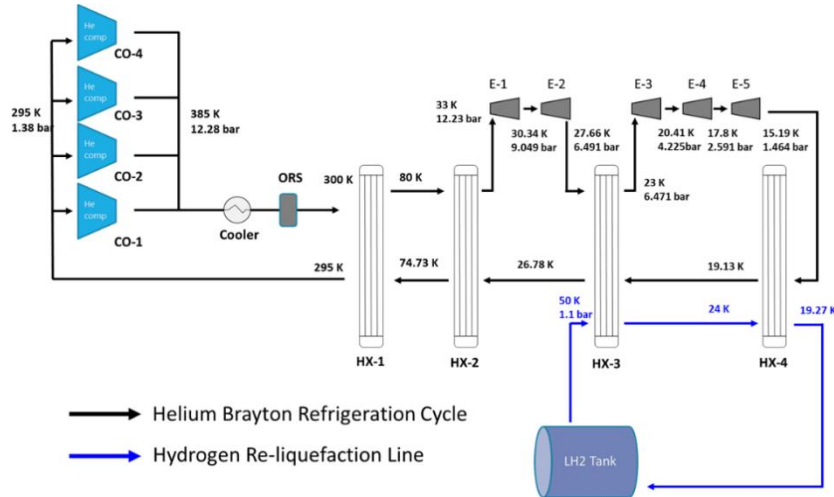 He
comp
CO-4
He
comp
CO-3
He
comp
CO-2
He
comp
CO-1
295 K
1.38 bar
385 K
12.28 bar
Cooler
ORS
300 K
80 K
295 K
74.73 K
HX-1
HX-2
33 K
12.23 bar
E-1
E-2
30.34 K
9.049 bar
27.66 K
6.491 bar
26.78 K
E-3
E-4
E-5
20.41 K
4.225bar
17.8 K
2.591 bar
15.19 K
1.464 bar
23 K
6.471 bar
19.13 K
50 K
1.1 bar
24 K
19.27 K
HX-3
HX-4
LH2 Tank
Helium Brayton Refrigeration Cycle
Hydrogen Re-liquefaction Line